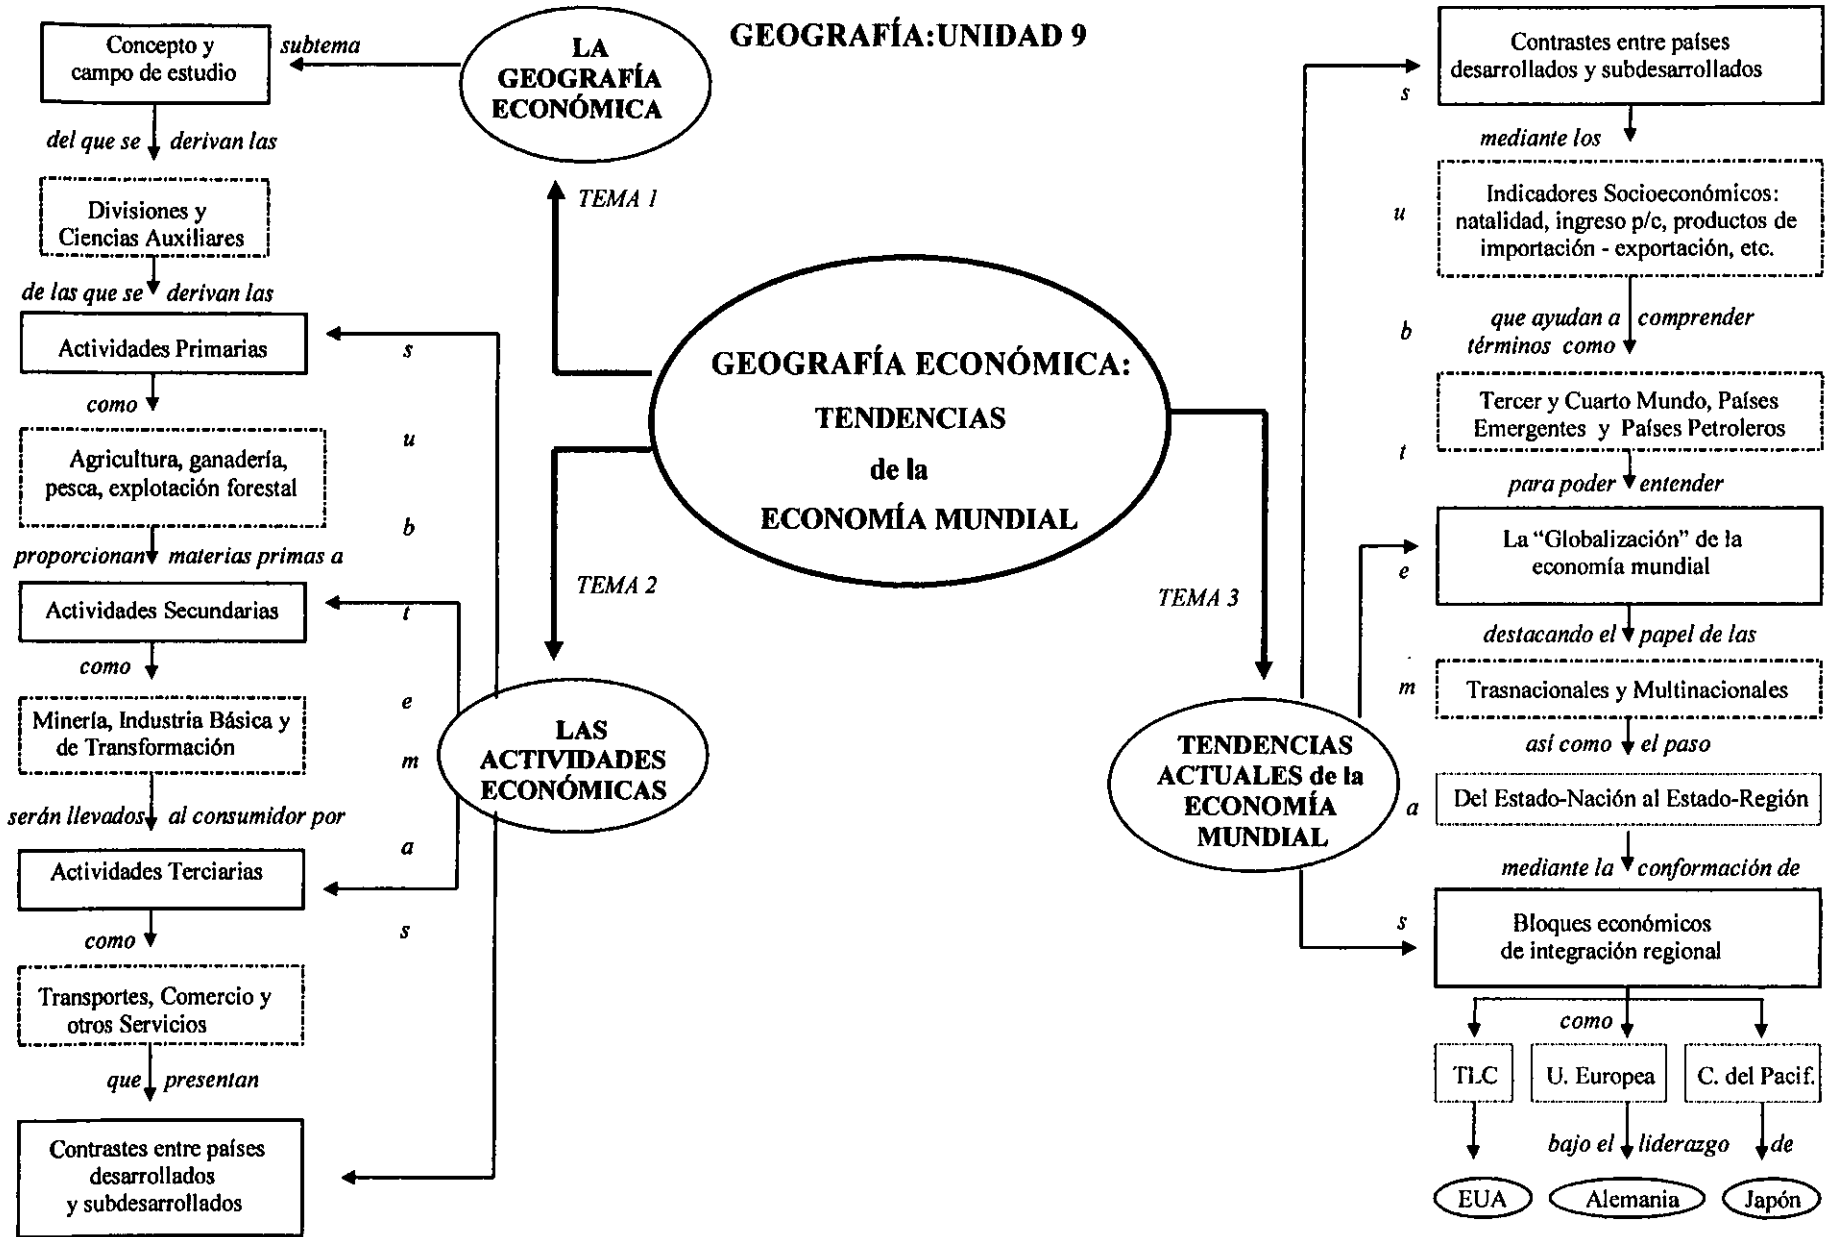 GEOGRAFÍA:UNIDAD 9
GEOGRAFÍA ECONÓMICA:
TENDENCIAS
de la
ECONOMÍA MUNDIAL
TEMA 1
LA
GEOGRAFÍA
ECONÓMICA
subtema
Concepto y
campo de estudio
del que se derivan las
Divisiones y
Ciencias Auxiliares
de las que se derivan las
Actividades Primarias
como
Agricultura, ganadería,
pesca, explotación forestal
proporcionan materias primas a
Actividades Secundarias
como
Minería, Industria Básica y
de Transformación
serán llevados al consumidor por
Actividades Terciarias
como
Transportes, Comercio y
otros Servicios
que presentan
Contrastes entre países
desarrollados
y subdesarrollados
TEMA 2
LAS
ACTIVIDADES
ECONÓMICAS
s
u
b
t
e
m
a
s
TEMA 3
TENDENCIAS
ACTUALES de la
ECONOMÍA
MUNDIAL
s
u
b
t
e
m
a
s
Contrastes entre países
desarrollados y subdesarrollados
mediante los
Indicadores Socioeconómicos:
natalidad, ingreso p/c, productos de
importación - exportación, etc.
que ayudan a comprender
términos como
Tercer y Cuarto Mundo, Países
Emergentes y Países Petroleros
para poder entender
La “Globalización” de la
economía mundial
destacando el papel de las
Trasnacionales y Multinacionales
así como el paso
Del Estado-Nación al Estado-Región
mediante la conformación de
Bloques económicos
de integración regional
como
TLC
U. Europea
C. del Pacif.
bajo el liderazgo de
EUA
Alemania
Japón